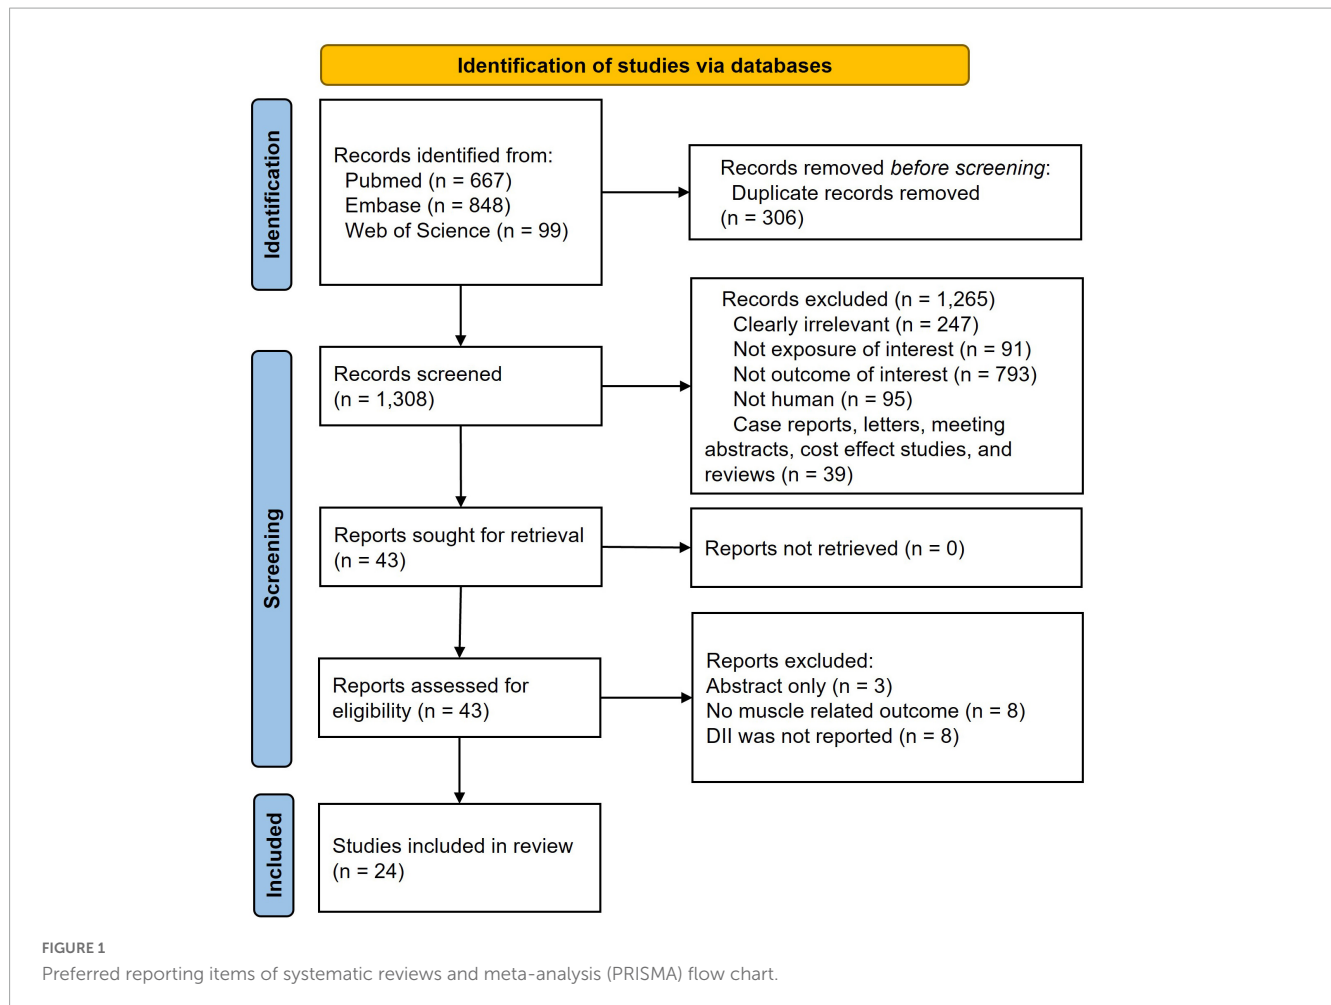 Identification of studies via databases
Identification
Records identified from:
Pubmed (n = 667)
Embase (n = 848)
Web of Science (n = 99)
Records removed before screening:
Duplicate records removed
(n = 306)
Screening
Records screened
(n = 1,308)
Records excluded (n = 1,265)
Clearly irrelevant (n = 247)
Not exposure of interest (n = 91)
Not outcome of interest (n = 793)
Not human (n = 95)
Case reports, letters, meeting
abstracts, cost effect studies, and
reviews (n = 39)
Reports sought for retrieval
(n = 43)
Reports not retrieved (n = 0)
Reports assessed for
eligibility (n = 43)
Reports excluded:
Abstract only (n = 3)
No muscle related outcome (n = 8)
DII was not reported (n = 8)
Included
Studies included in review
(n = 24)
FIGURE 1
Preferred reporting items of systematic reviews and meta-analysis (PRISMA) flow chart.